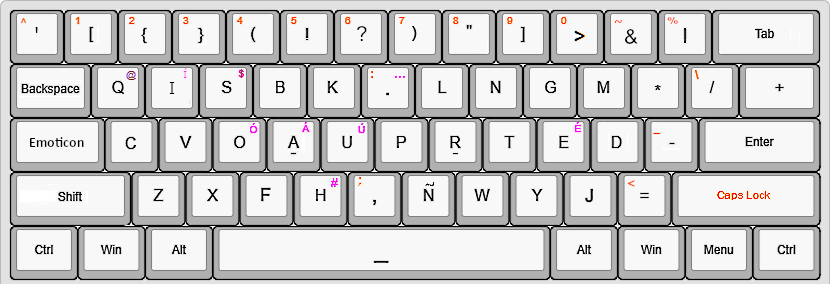 ^ ' 1 [ 2 { 3 } 4 ( 5 ! 6 ? 7 ) 8 " 9 ] 0 > ~ & % | Tab
Backspace Q @ I Í S $ B K : . … L N G M * \ / +
Emoticon C V O Ó A Á U Ú P R T E É D _ - Enter
Shift Z X F H # ; , Ñ W Y J < = Caps Lock
Ctrl Win Alt _ Alt Win Menu Ctrl